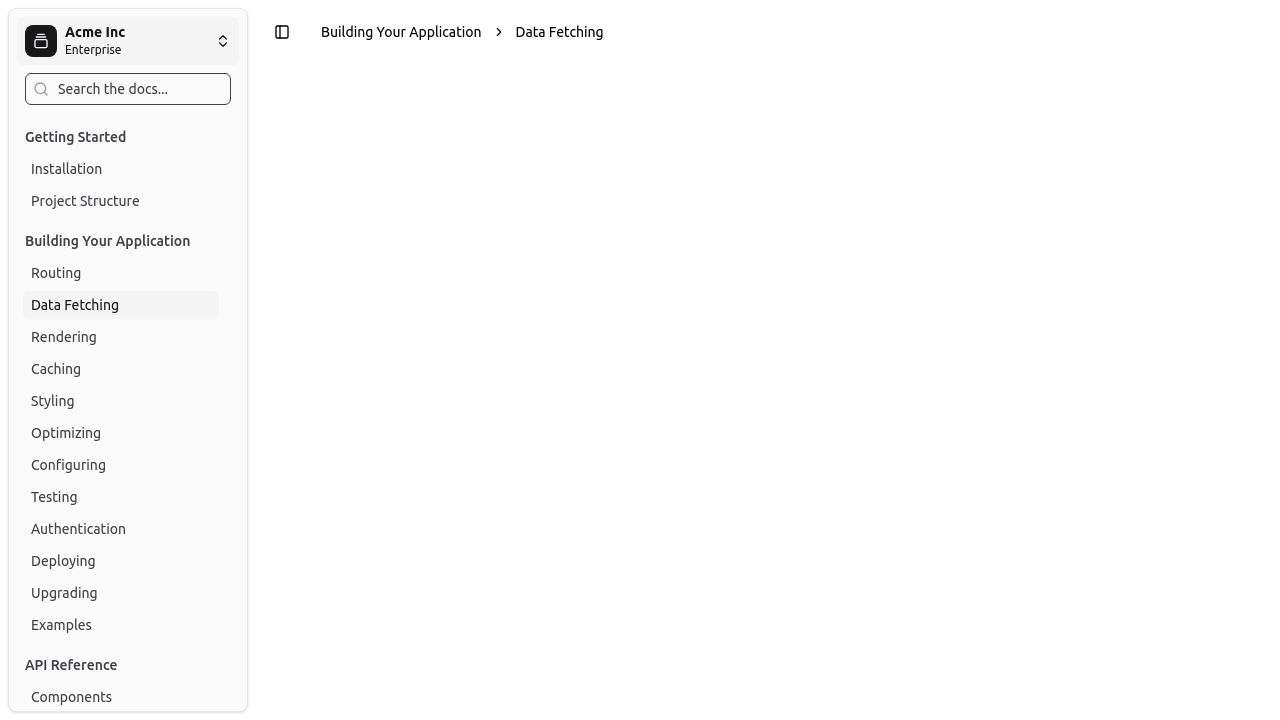 Acme Inc
Enterprise
Search the docs...
Getting Started
Installation
Project Structure
Building Your Application
Routing
Data Fetching
Rendering
Caching
Styling
Optimizing
Configuring
Testing
Authentication
Deploying
Upgrading
Examples
API Reference
Components
Building Your Application
Data Fetching